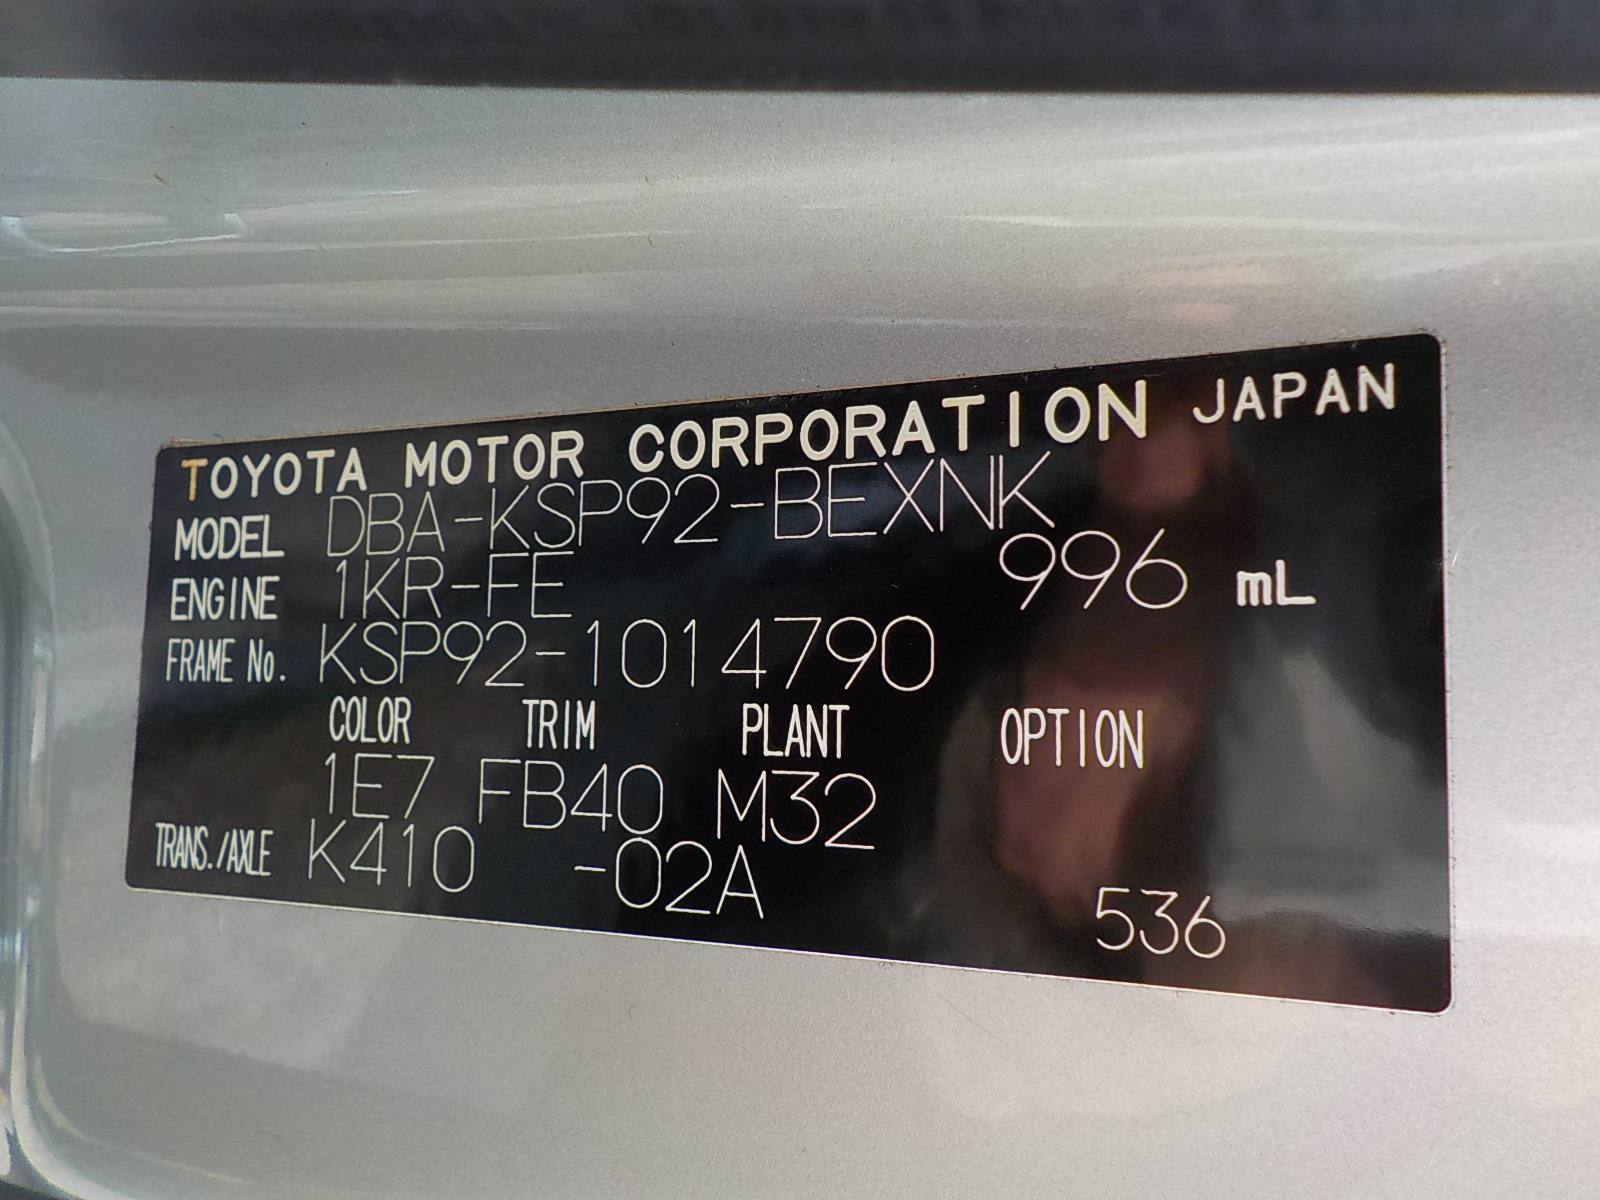 TOYOTA MOTOR CORPORATION JAPAN
MODEL DBA-KSP92-BEXNK
ENGINE 1KR-FE 996 mL
FRAME No. KSP92-1014790
COLOR TRIM PLANT OPTION
1E7 FB40 M32
TRANS./AXLE K410 -02A
536